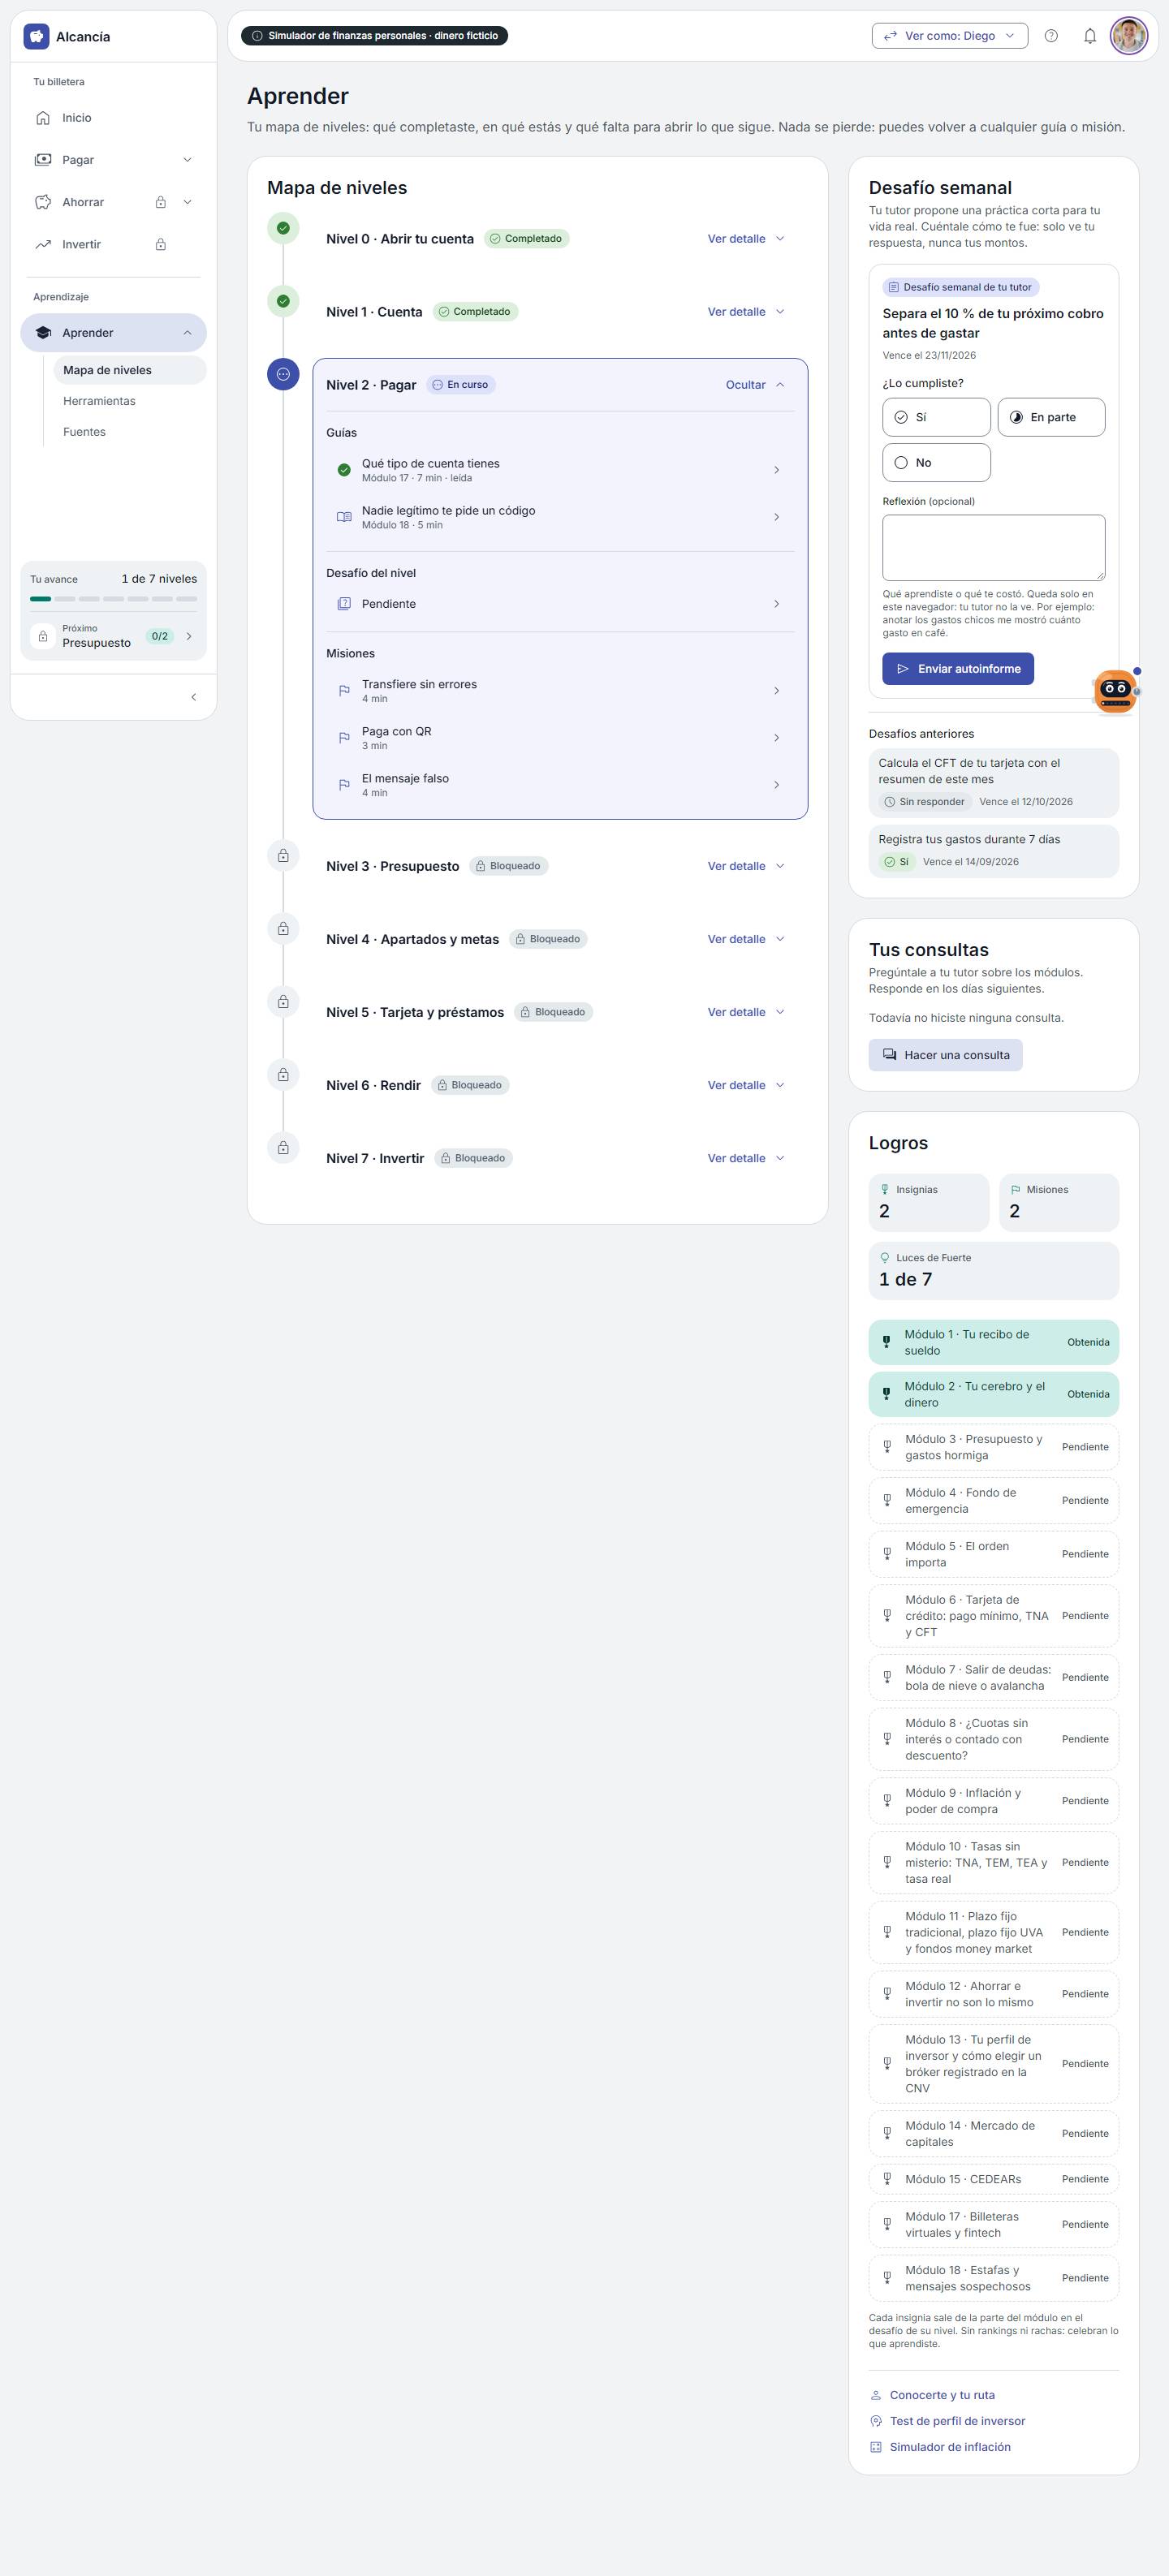 Alcancía
Tu billetera
Inicio
Pagar
Ahorrar
Invertir
Aprendizaje
Aprender
Mapa de niveles
Herramientas
Fuentes
Tu avance
1 de 7 niveles
Próximo
Presupuesto
0/2
Simulador de finanzas personales · dinero ficticio
Ver como: Diego
Aprender
Tu mapa de niveles: qué completaste, en qué estás y qué falta para abrir lo que sigue. Nada se pierde: puedes volver a cualquier guía o misión.
Mapa de niveles
Nivel 0 · Abrir tu cuenta
Completado
Ver detalle
Nivel 1 · Cuenta
Completado
Ver detalle
Nivel 2 · Pagar
En curso
Ocultar
Guías
Qué tipo de cuenta tienes
Módulo 17 · 7 min · leída
Nadie legítimo te pide un código
Módulo 18 · 5 min
Desafío del nivel
Pendiente
Misiones
Transfiere sin errores
4 min
Paga con QR
3 min
El mensaje falso
4 min
Nivel 3 · Presupuesto
Bloqueado
Ver detalle
Nivel 4 · Apartados y metas
Bloqueado
Ver detalle
Nivel 5 · Tarjeta y préstamos
Bloqueado
Ver detalle
Nivel 6 · Rendir
Bloqueado
Ver detalle
Nivel 7 · Invertir
Bloqueado
Ver detalle
Desafío semanal
Tu tutor propone una práctica corta para tu
vida real. Cuéntale cómo te fue: solo ve tu
respuesta, nunca tus montos.
Desafío semanal de tu tutor
Separa el 10 % de tu próximo cobro
antes de gastar
Vence el 23/11/2026
¿Lo cumpliste?
Sí
En parte
No
Reflexión (opcional)
Qué aprendiste o qué te costó. Queda solo en
este navegador: tu tutor no la ve. Por ejemplo:
anotar los gastos chicos me mostró cuánto
gasto en café.
Enviar autoinforme
Desafíos anteriores
Calcula el CFT de tu tarjeta con el
resumen de este mes
Sin responder
Vence el 12/10/2026
Registra tus gastos durante 7 días
Sí
Vence el 14/09/2026
Tus consultas
Pregúntale a tu tutor sobre los módulos.
Responde en los días siguientes.
Todavía no hiciste ninguna consulta.
Hacer una consulta
Logros
Insignias
2
Misiones
2
Luces de Fuerte
1 de 7
Módulo 1 · Tu recibo de
sueldo
Obtenida
Módulo 2 · Tu cerebro y el
dinero
Obtenida
Módulo 3 · Presupuesto y
gastos hormiga
Pendiente
Módulo 4 · Fondo de
emergencia
Pendiente
Módulo 5 · El orden
importa
Pendiente
Módulo 6 · Tarjeta de
crédito: pago mínimo, TNA
y CFT
Pendiente
Módulo 7 · Salir de deudas:
bola de nieve o avalancha
Pendiente
Módulo 8 · ¿Cuotas sin
interés o contado con
descuento?
Pendiente
Módulo 9 · Inflación y
poder de compra
Pendiente
Módulo 10 · Tasas sin
misterio: TNA, TEM, TEA y
tasa real
Pendiente
Módulo 11 · Plazo fijo
tradicional, plazo fijo UVA
y fondos money market
Pendiente
Módulo 12 · Ahorrar e
invertir no son lo mismo
Pendiente
Módulo 13 · Tu perfil de
inversor y cómo elegir un
bróker registrado en la
CNV
Pendiente
Módulo 14 · Mercado de
capitales
Pendiente
Módulo 15 · CEDEARs
Pendiente
Módulo 17 · Billeteras
virtuales y fintech
Pendiente
Módulo 18 · Estafas y
mensajes sospechosos
Pendiente
Cada insignia sale de la parte del módulo en el
desafío de su nivel. Sin rankings ni rachas: celebran lo
que aprendiste.
Conocerte y tu ruta
Test de perfil de inversor
Simulador de inflación